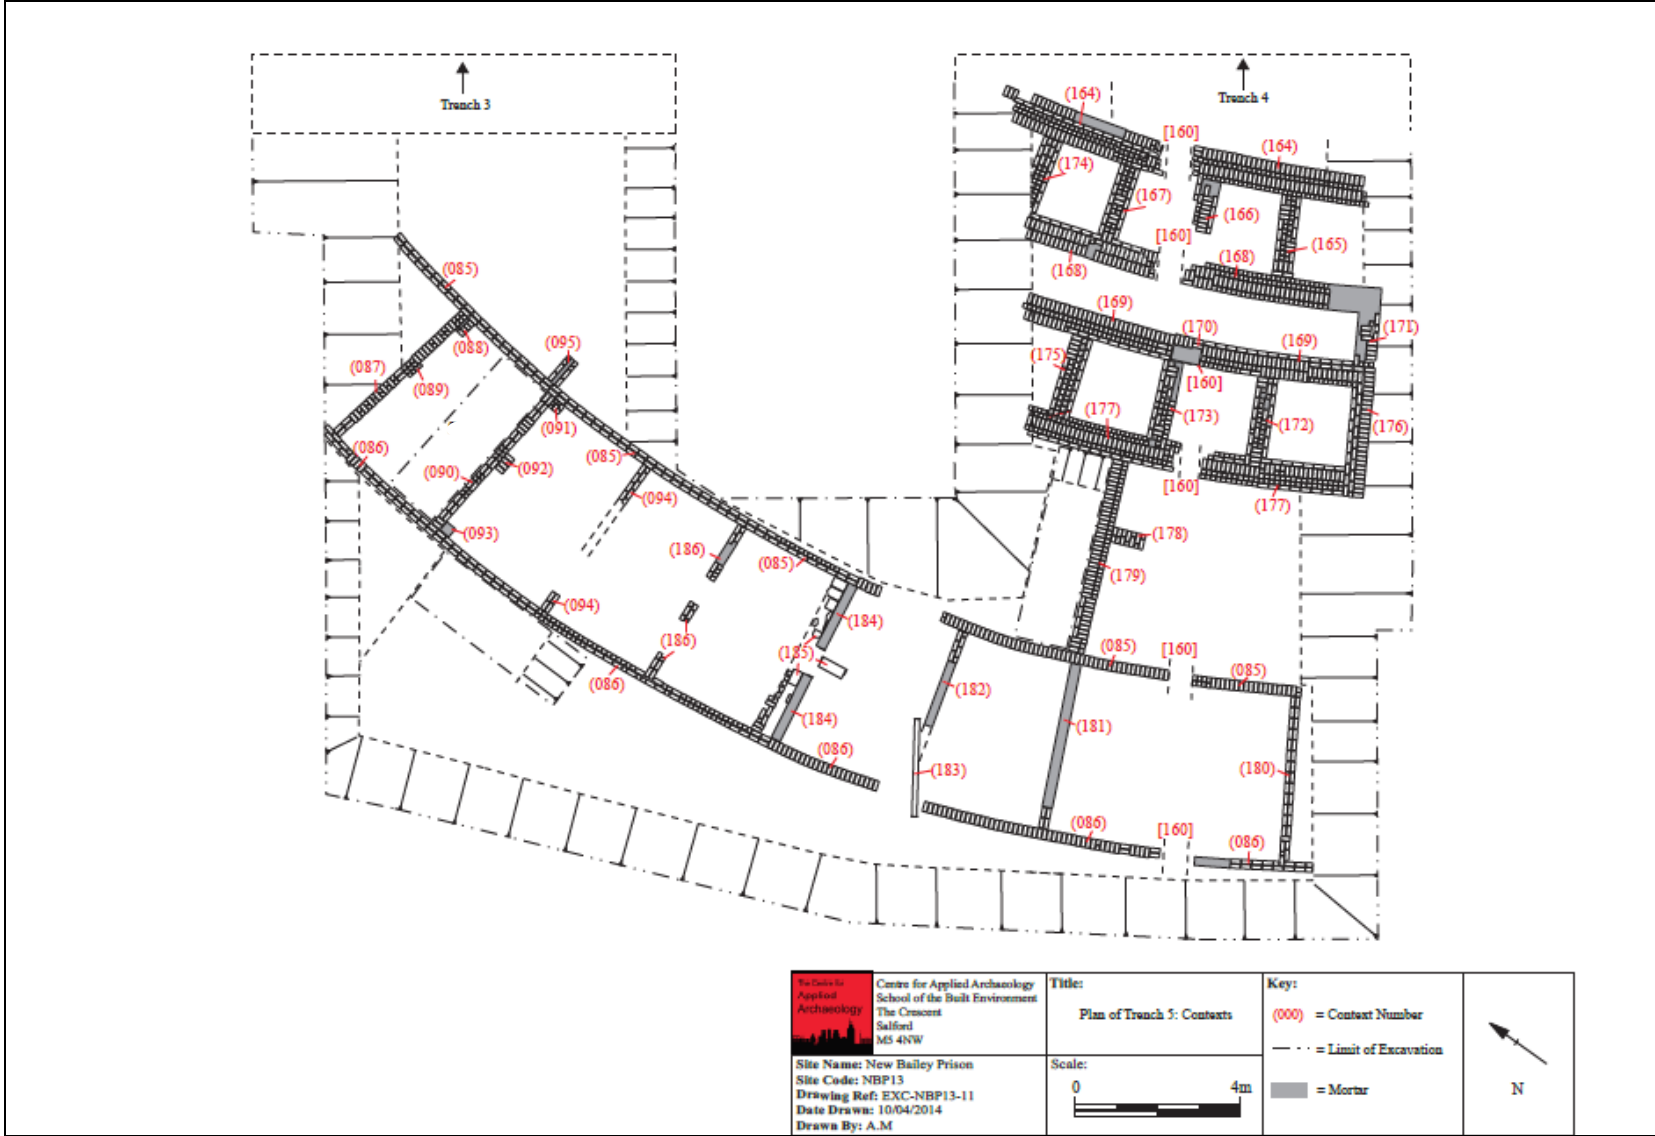 Trench 3
Trench 4
(164)
[160]
(164)
(174)
(167)
(166)
[160]
(165)
(168)
(168)
(085)
(169)
(170)
(171)
(169)
(095)
(088)
(175)
(087)
(089)
[160]
(177)
(173)
(172)
(176)
(091)
(086)
(085)
(092)
(090)
(094)
[160]
(177)
(093)
(178)
(186)
(085)
(179)
(094)
(184)
(186)
(185)
(085)
[160]
(085)
(086)
(182)
(184)
(181)
(086)
(183)
(180)
(086)
[160]
(086)
The Centre for
Applied
Archaeology
Centre for Applied Archaeology
School of the Built Environment
The Crescent
Salford
M5 4NW
Title:
Plan of Trench 5: Contexts
Key:
(000) = Context Number
= Limit of Excavation
= Mortar
N
Site Name: New Bailey Prison
Site Code: NBP13
Drawing Ref: EXC-NBP13-11
Date Drawn: 10/04/2014
Drawn By: A.M
Scale:
0 4m